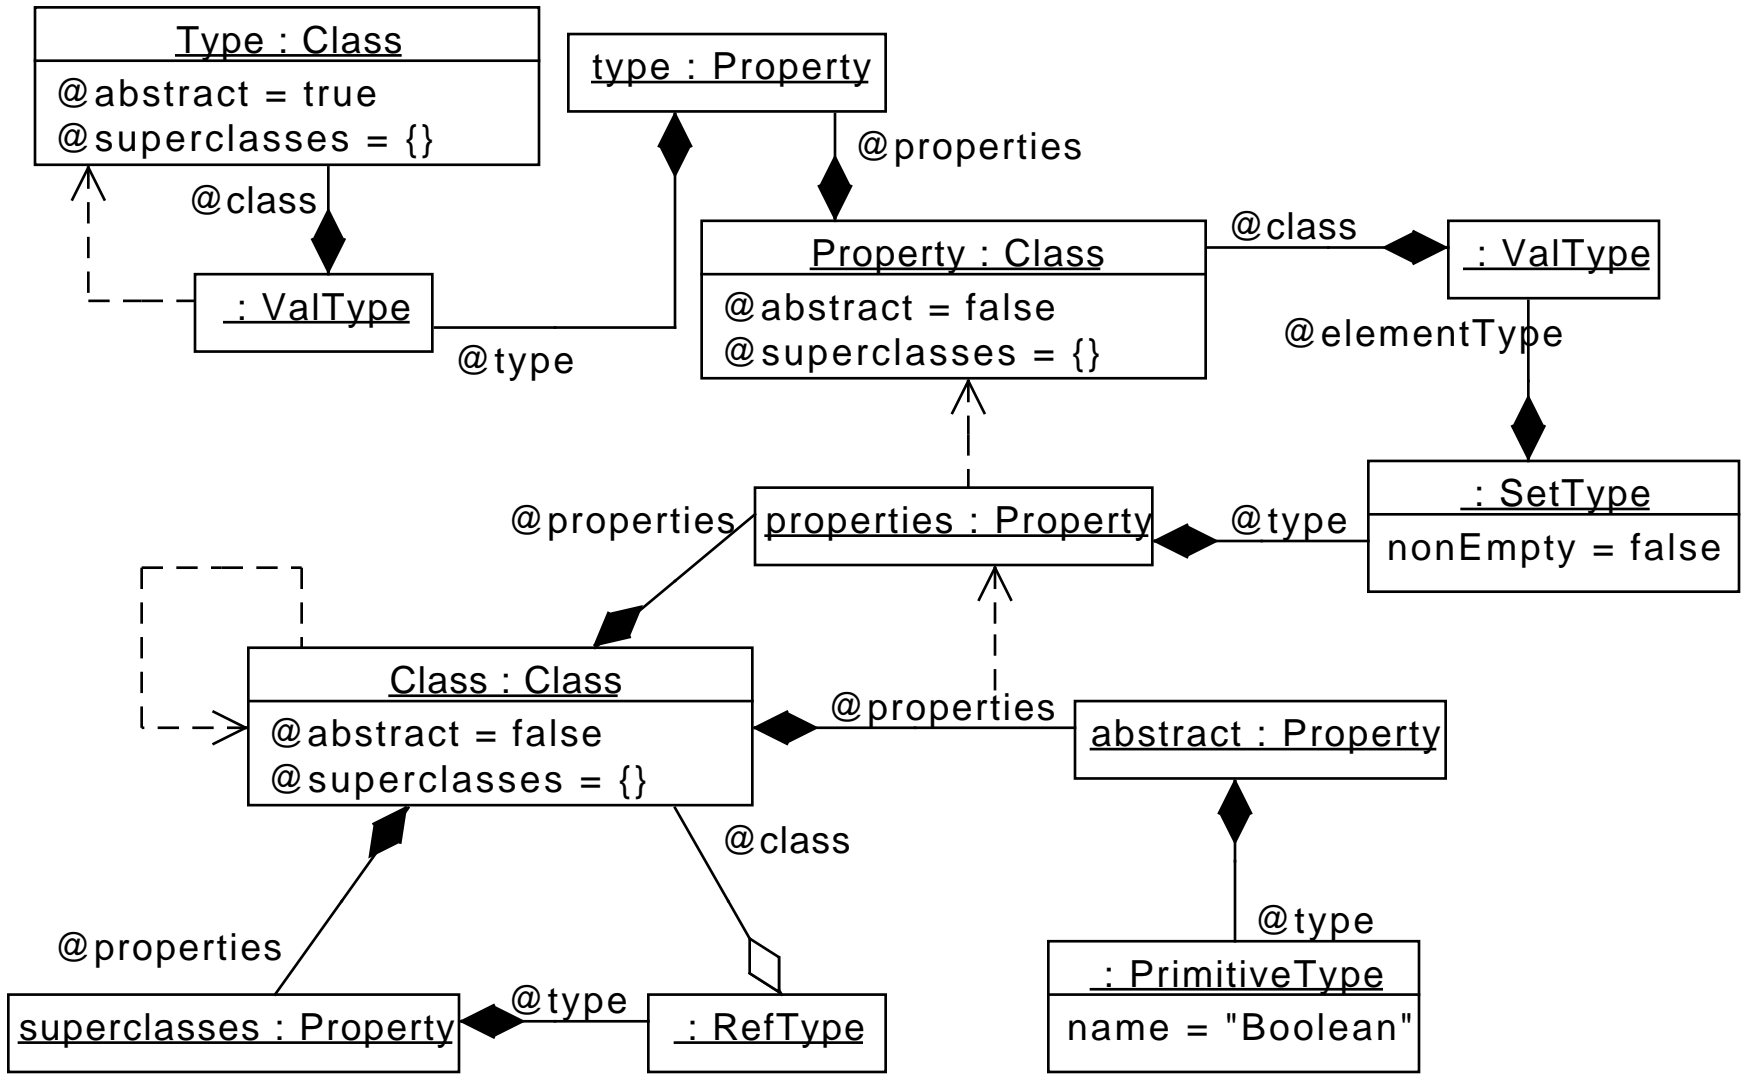 Type : Class
@abstract = true
@superclasses = {}
type : Property
@properties
@class
: ValType
@type
Property : Class
@abstract = false
@superclasses = {}
@class
: ValType
@elementType
: SetType
nonEmpty = false
@properties
properties : Property
@type
Class : Class
@abstract = false
@superclasses = {}
@properties
abstract : Property
@class
@type
: PrimitiveType
name = "Boolean"
@properties
superclasses : Property
@type
: RefType